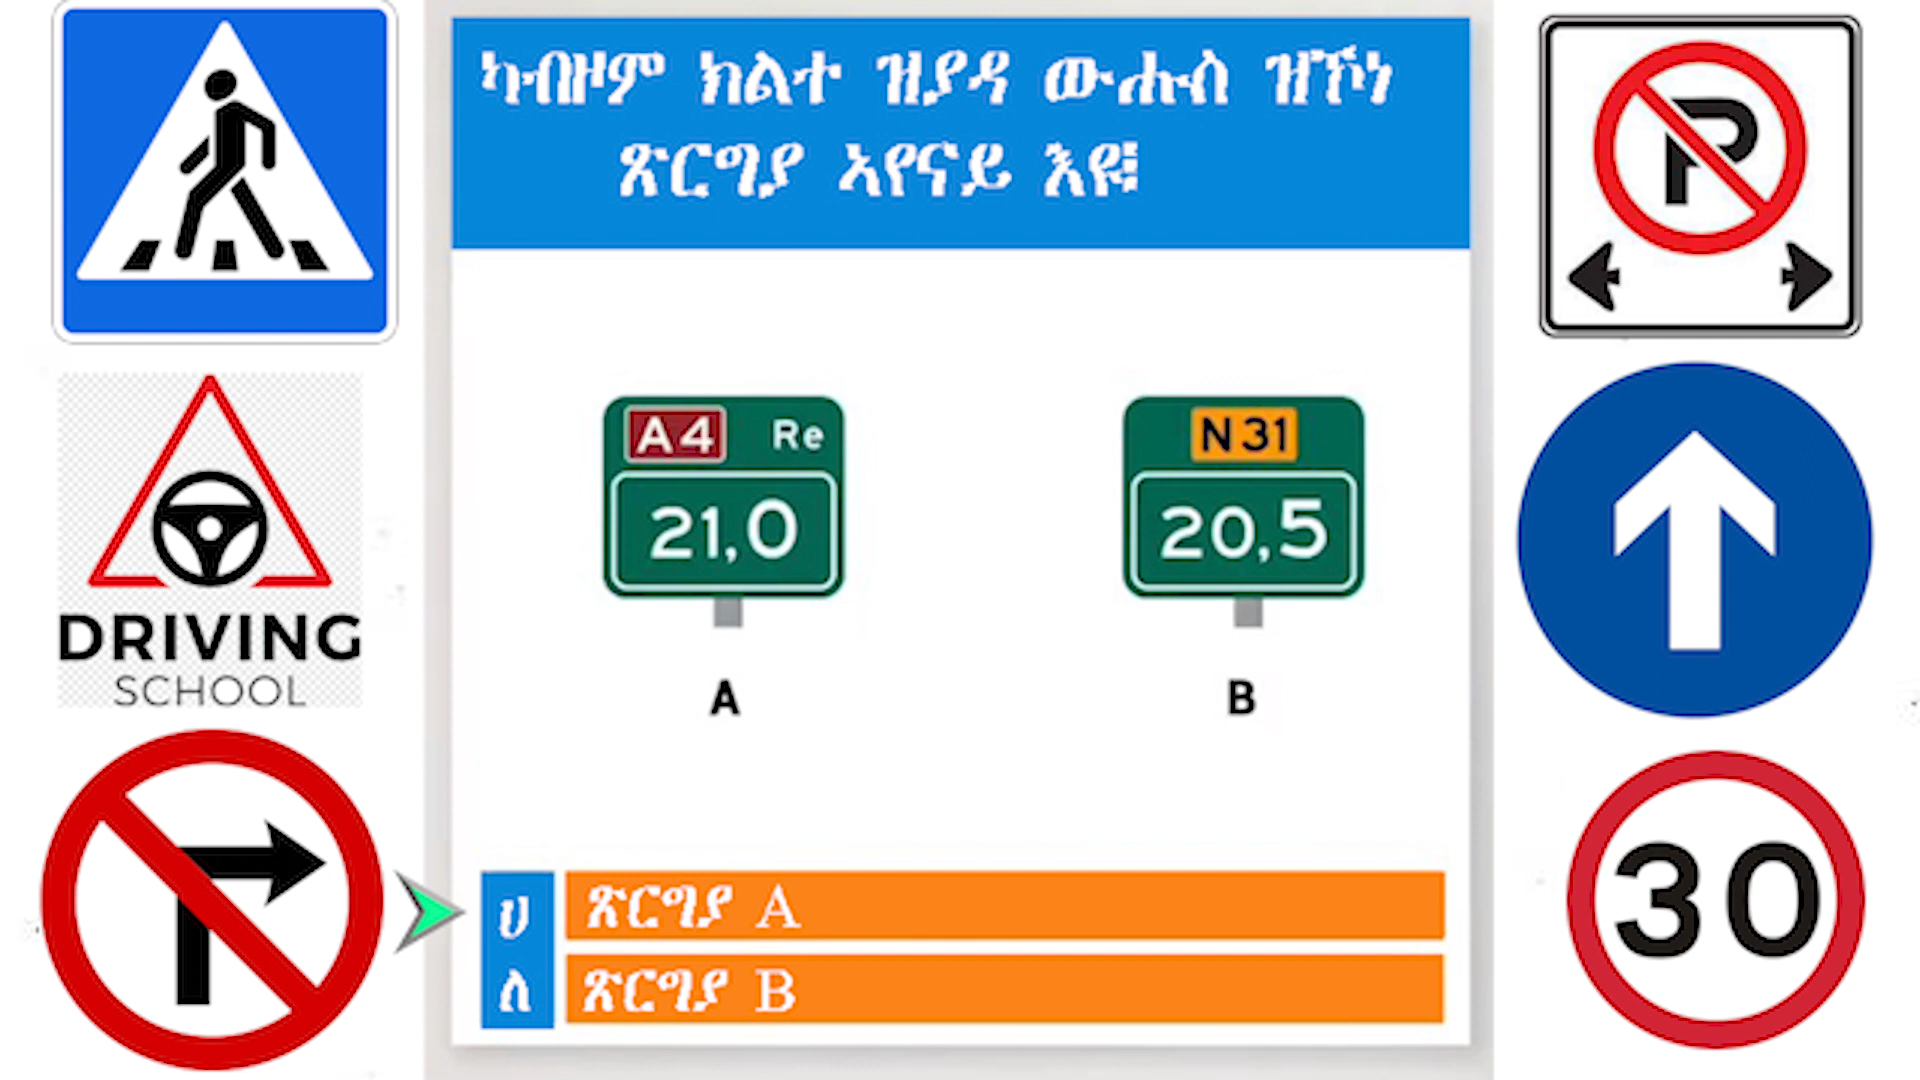 ካብዞም ክልተ ዝያዳ ውሑስ ዝኾነ
ጽርግያ ኣየናይ እዩ፧
A4 Re
21,0
A
N31
20,5
B
ሀ ጽርግያ A
ለ ጽርግያ B
DRIVING
SCHOOL
P
30